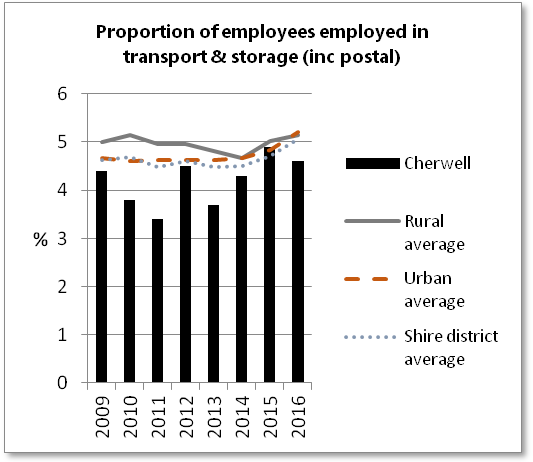 Proportion of employees employed in
transport & storage (inc postal)
6
5
4
3
2
1
0
%
2009
2010
2011
2012
2013
2014
2015
2016
Cherwell
Rural
average
Urban
average
Shire district
average